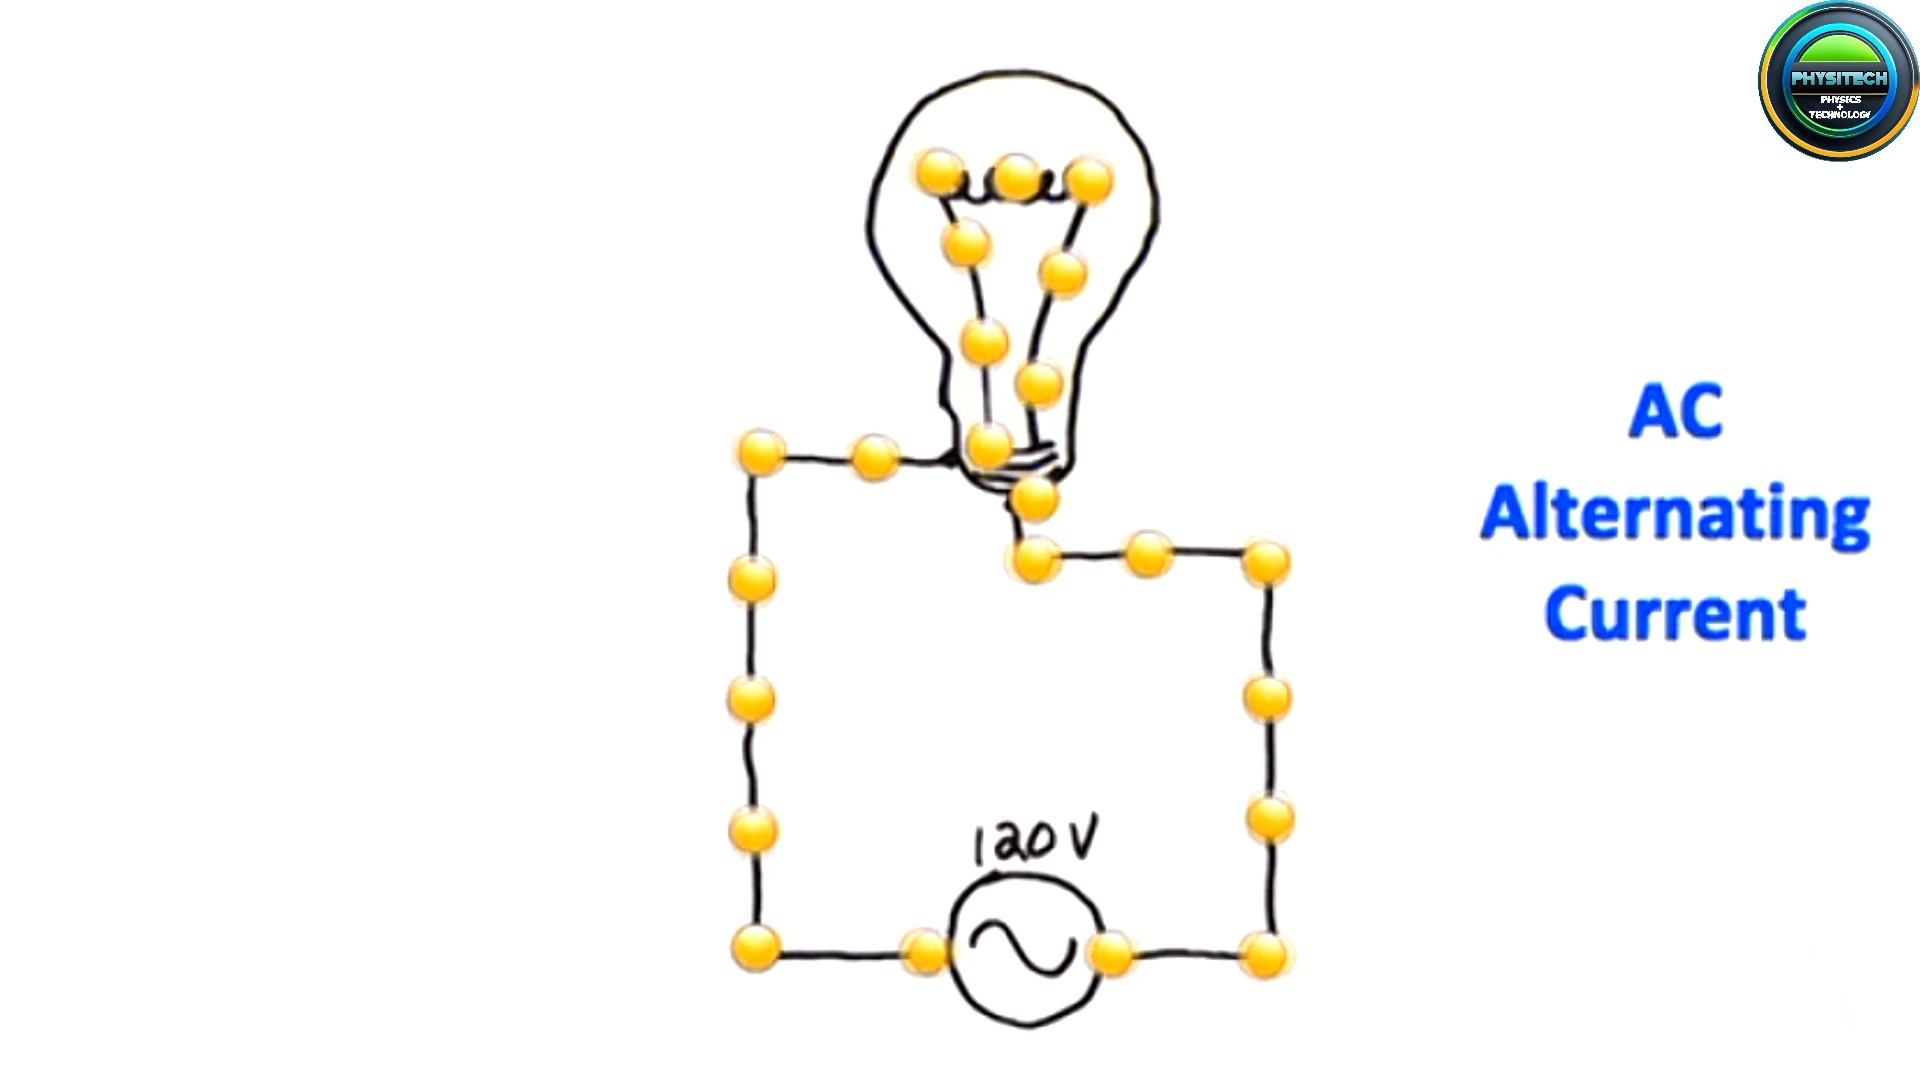 PHYSITECH
PHYSICS
+
TECHNOLOGY
AC
Alternating
Current
120V